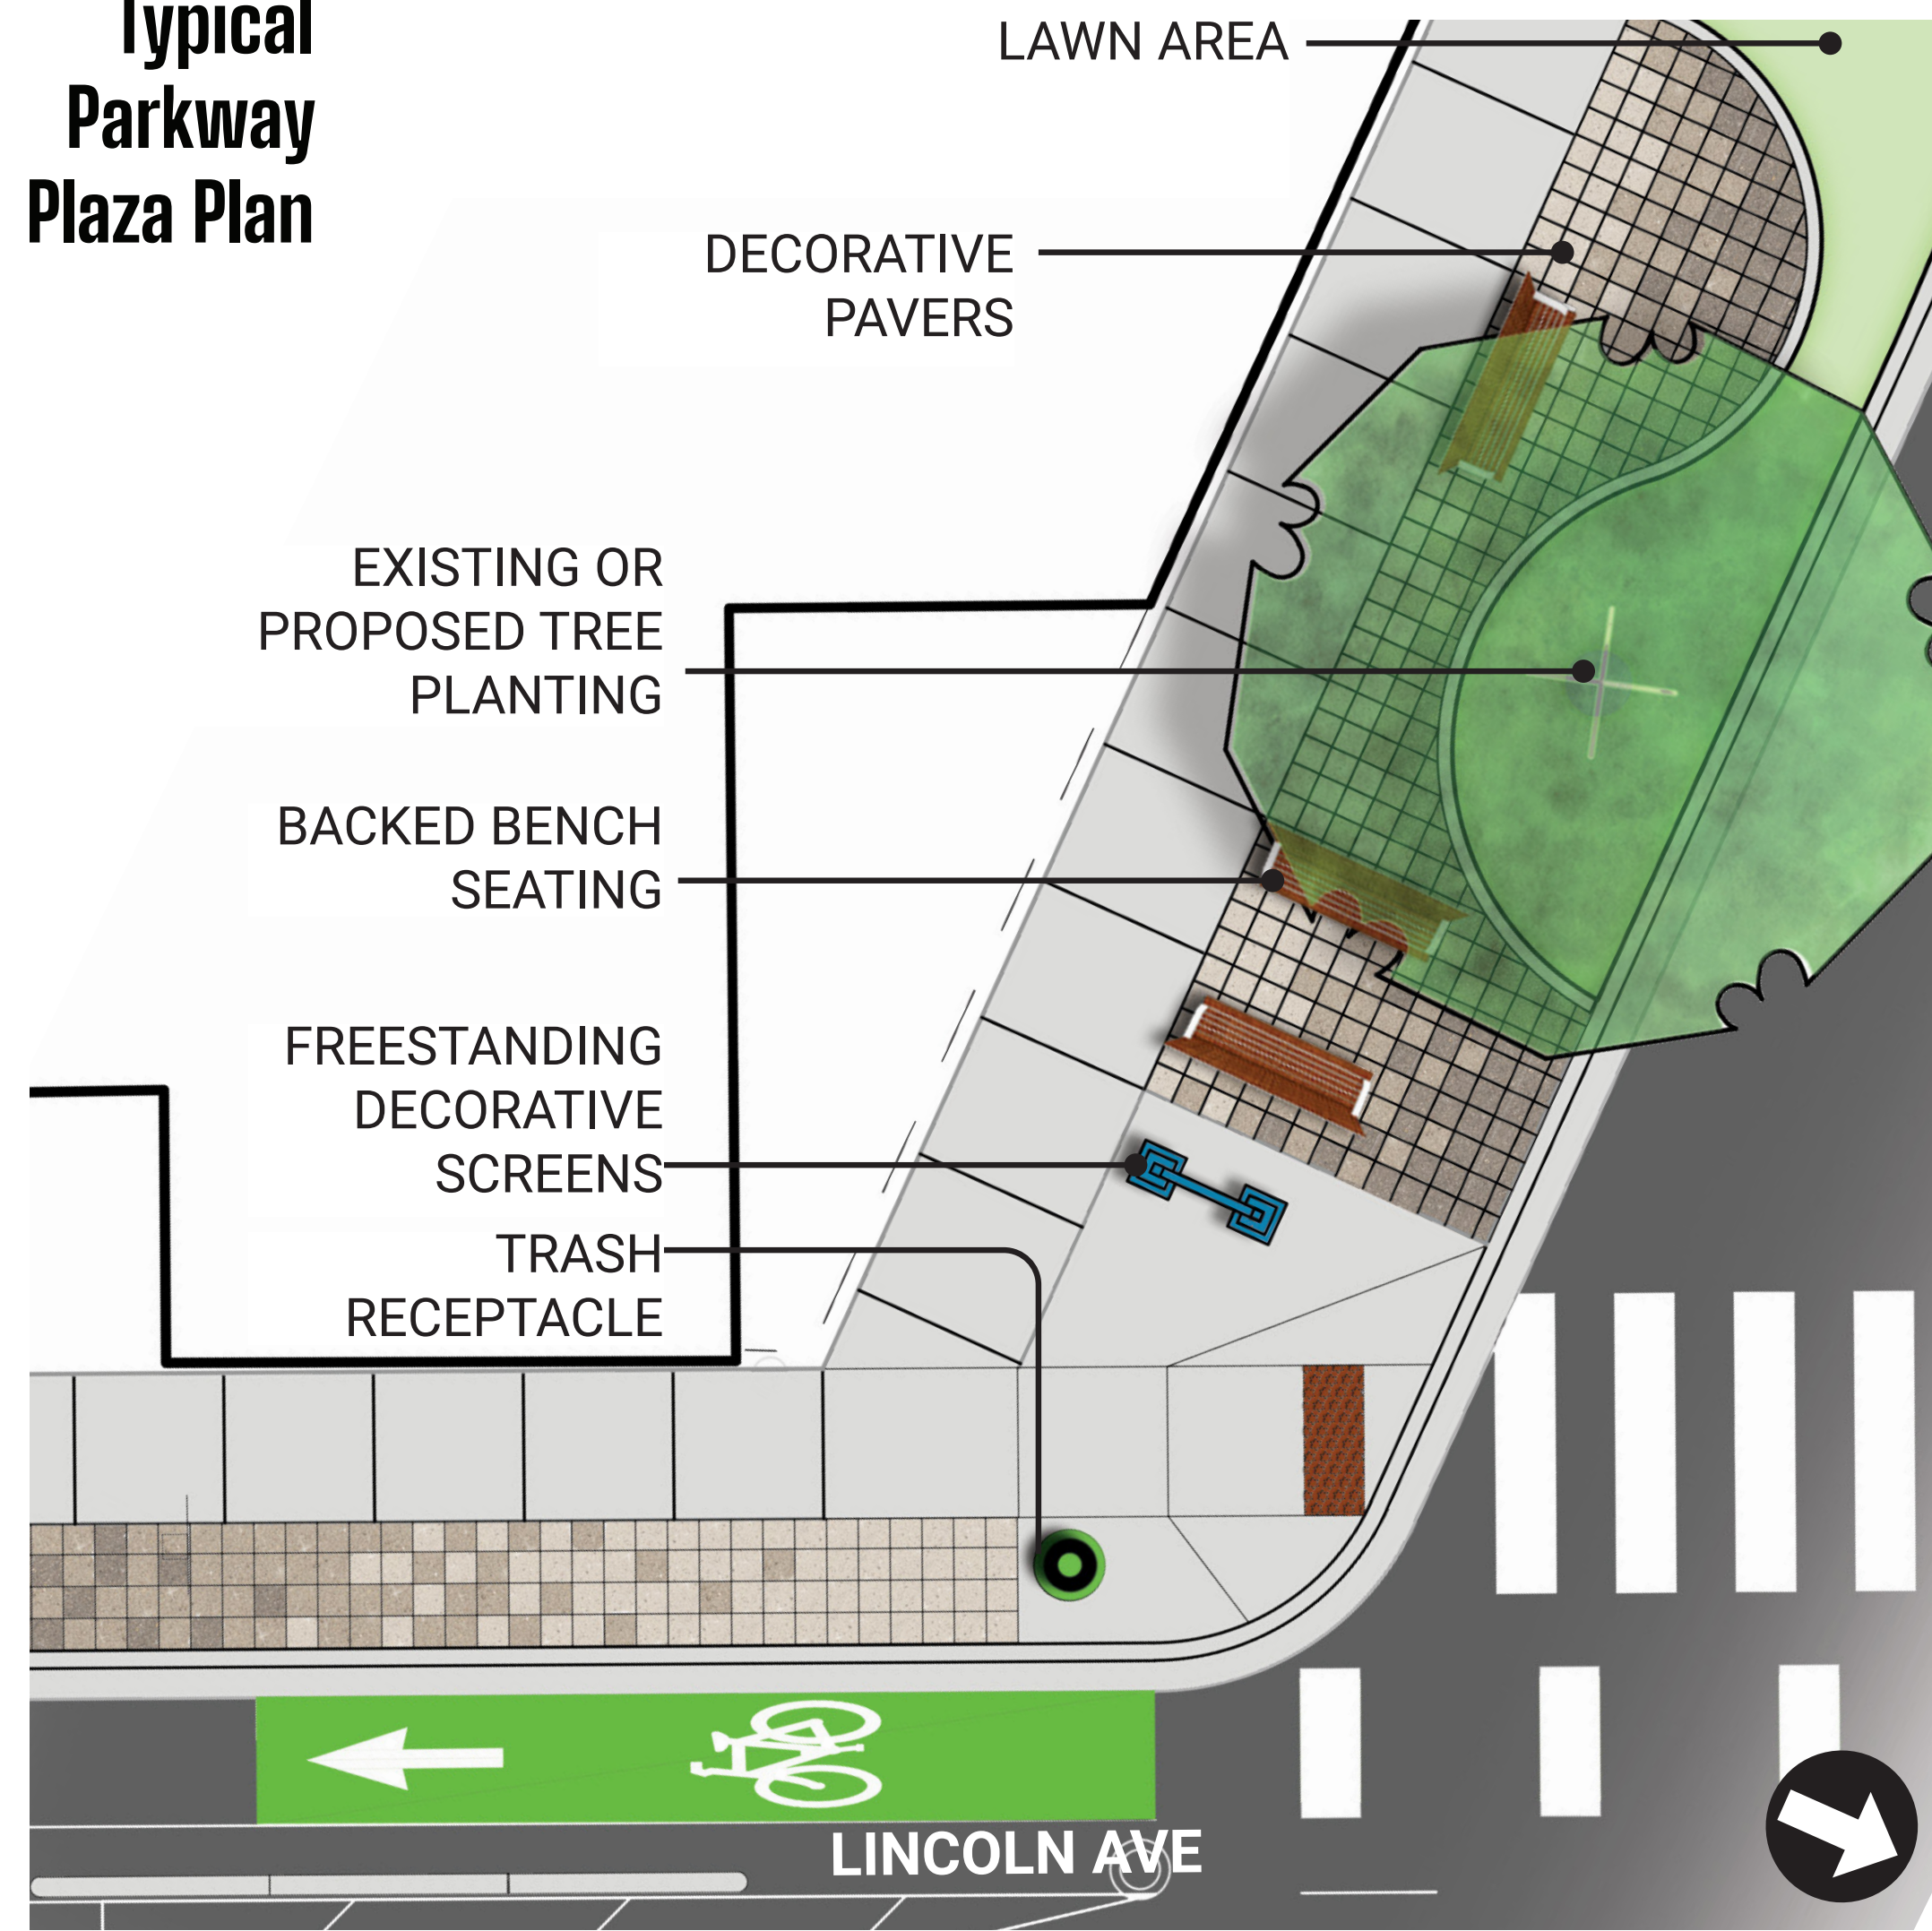 Typical
Parkway
Plaza Plan
LAWN AREA
DECORATIVE
PAVERS
EXISTING OR
PROPOSED TREE
PLANTING
BACKED BENCH
SEATING
FREESTANDING
DECORATIVE
SCREENS
TRASH
RECEPTACLE
LINCOLN AVE